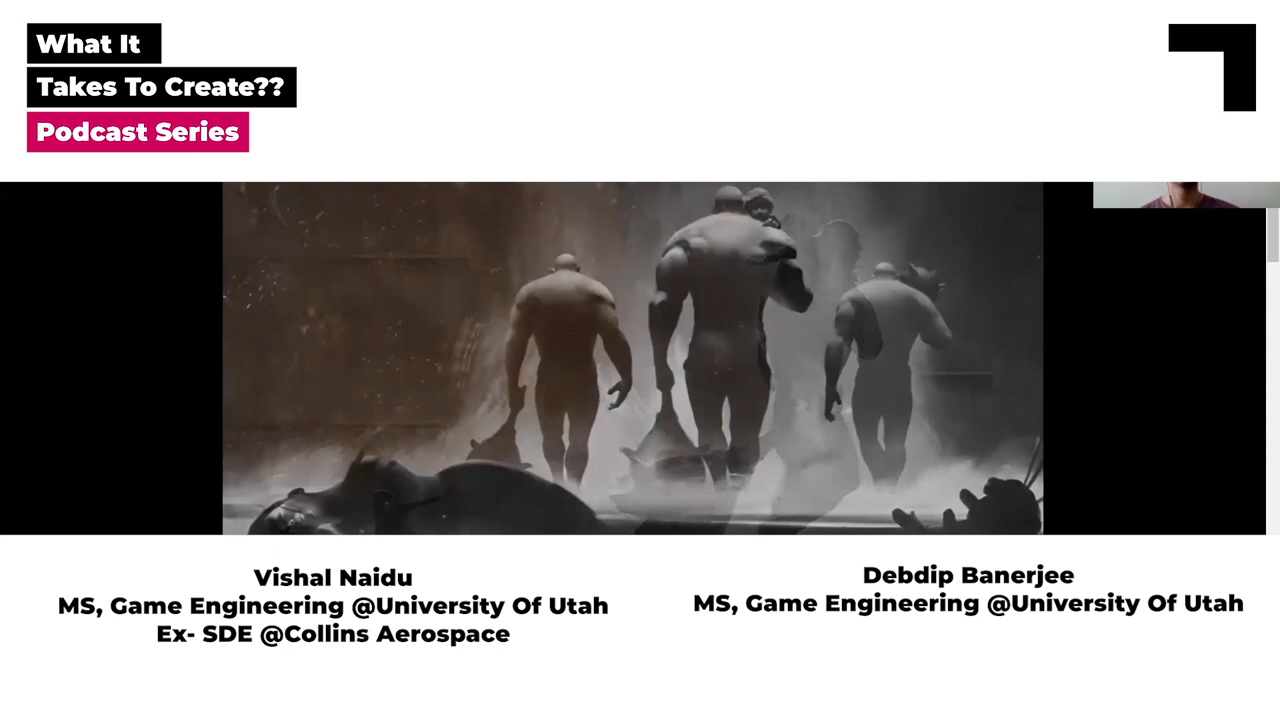 What It
Takes To Create??
Podcast Series
Vishal Naidu
MS, Game Engineering @University Of Utah
Ex- SDE @Collins Aerospace
Debdip Banerjee
MS, Game Engineering @University Of Utah